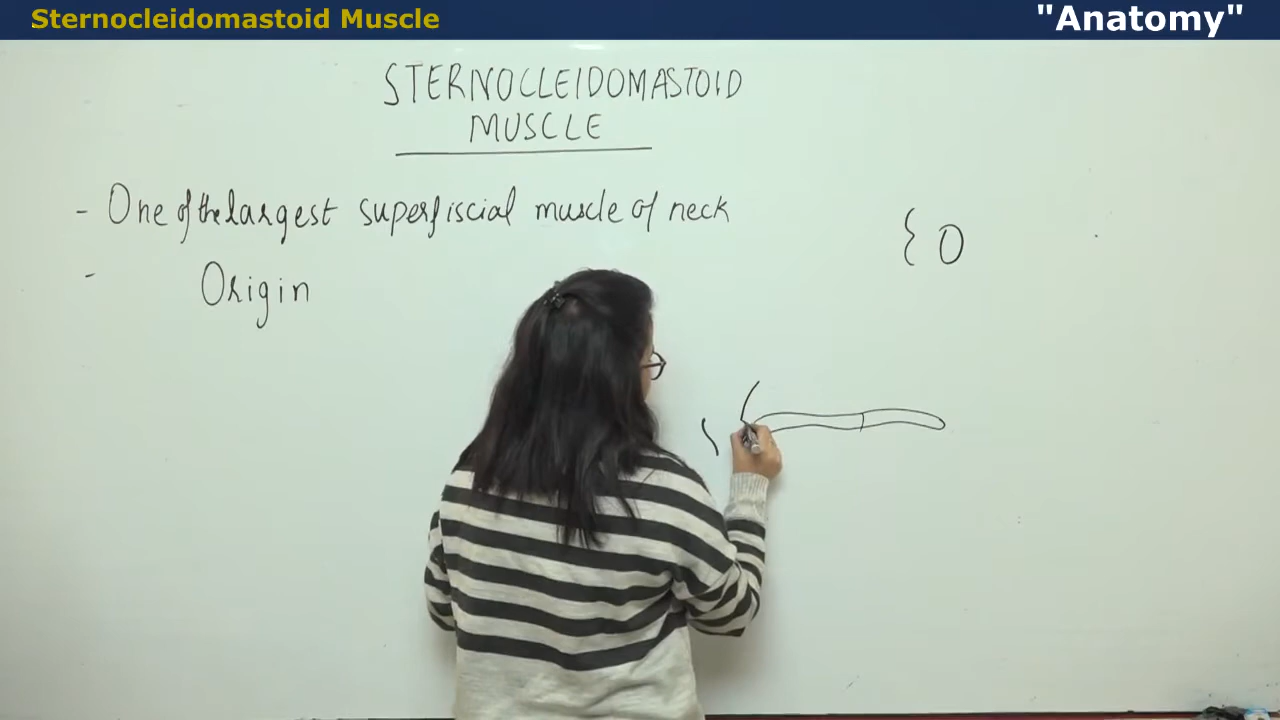 Sternocleidomastoid Muscle
"Anatomy"
STERNOCLEIDOMASTOID
MUSCLE
- One of the largest superfiscial muscle of neck
- Origin
{ O